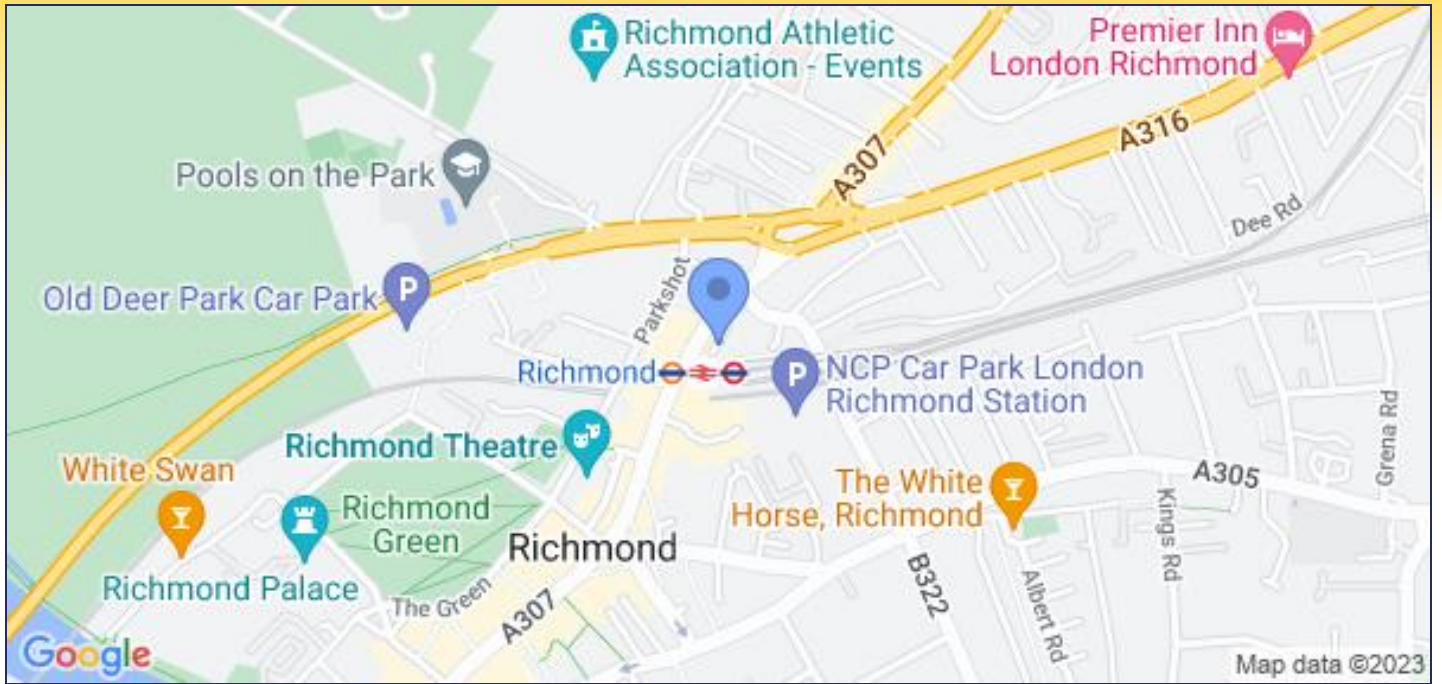 Richmond Athletic
Association - Events
Premier Inn
London Richmond
A316
A307
Pools on the Park
Dee Rd
Parkshot
Old Deer Park Car Park
P
Richmond
P
NCP Car Park London
Richmond Station
Grena Rd
Richmond Theatre
White Swan
A305
The White
Horse, Richmond
Kings Rd
Richmond
Green
Richmond
Richmond Palace
The Green
A307
B322
Albert Rd
Google
Map data ©2023